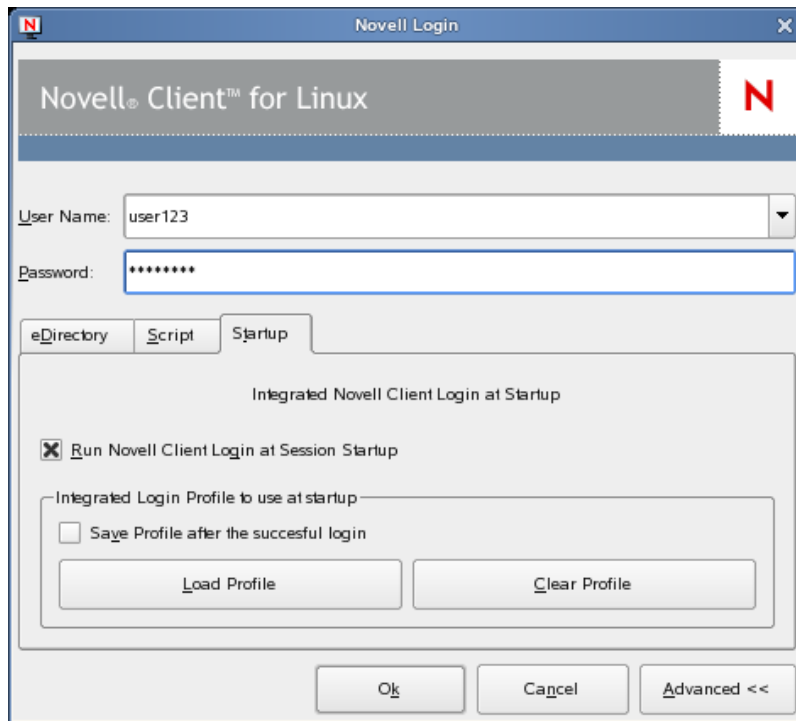 Novell Login
Novell® Client™ for Linux
N
User Name: user123
Password: ********
eDirectory Script Startup
Integrated Novell Client Login at Startup
Run Novell Client Login at Session Startup
Integrated Login Profile to use at startup
Save Profile after the succesful login
Load Profile Clear Profile
Ok Cancel Advanced <<